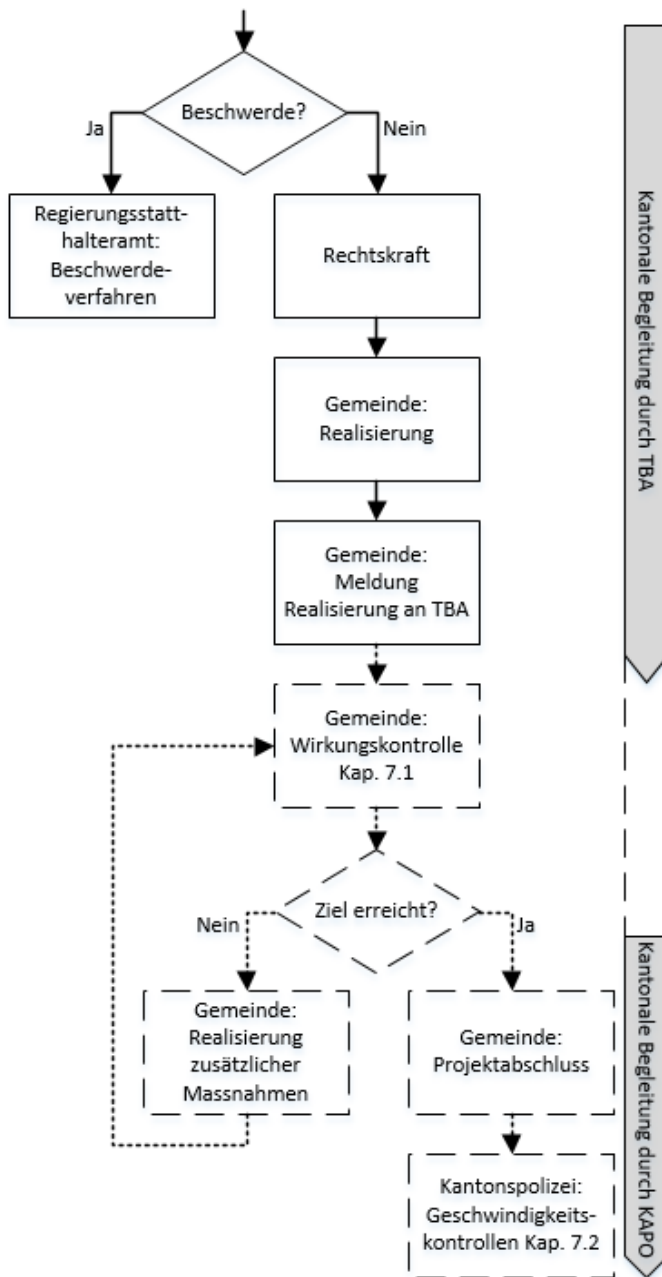 Beschwerde?
Ja
Nein
Regierungsstatt-
halteramt:
Beschwerde-
verfahren
Rechtskraft
Gemeinde:
Realisierung
Gemeinde:
Meldung
Realisierung an TBA
Kantonale Begleitung durch TBA
Gemeinde:
Wirkungskontrolle
Kap. 7.1
Ziel erreicht?
Nein
Ja
Gemeinde:
Realisierung
zusätzlicher
Massnahmen
Gemeinde:
Projektabschluss
Kantonspolizei:
Geschwindigkeits-
kontrollen Kap. 7.2
Kantonale Begleitung durch KAPO